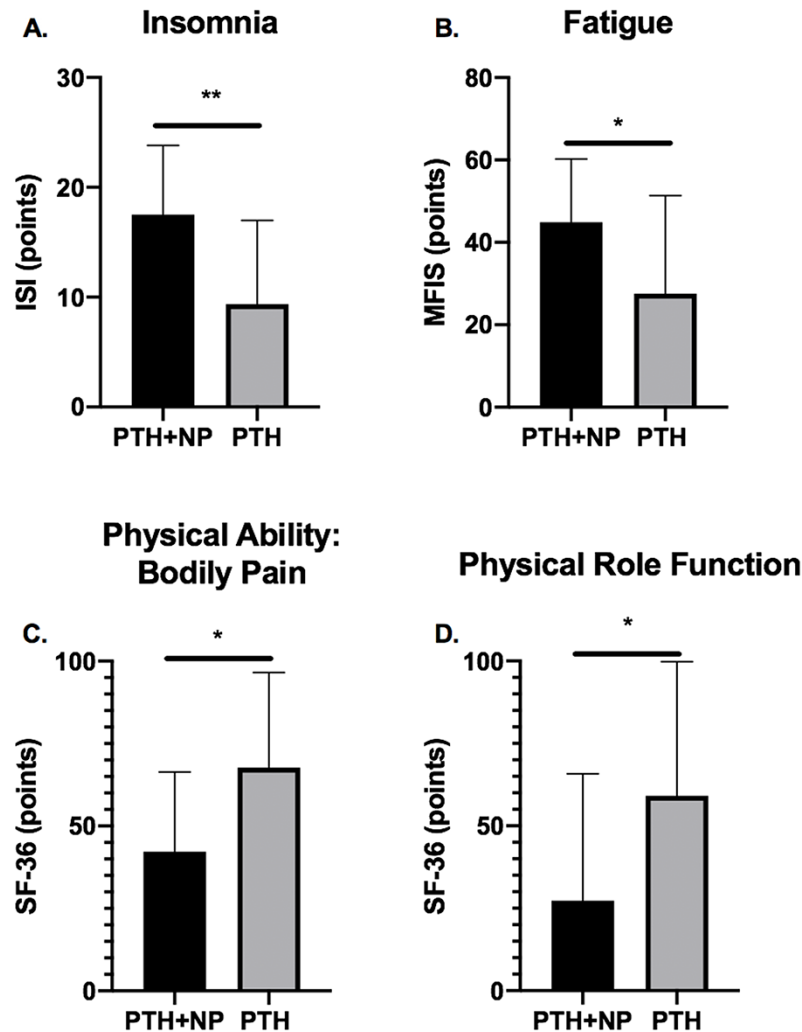 A. Insomnia
30
20
10
0
ISI (points)
**
PTH+NP PTH
B. Fatigue
80
60
40
20
0
MFIS (points)
*
PTH+NP PTH
Physical Ability:
Bodily Pain
C.
100
50
0
SF-36 (points)
*
PTH+NP PTH
Physical Role Function
D.
100
50
0
SF-36 (points)
*
PTH+NP PTH